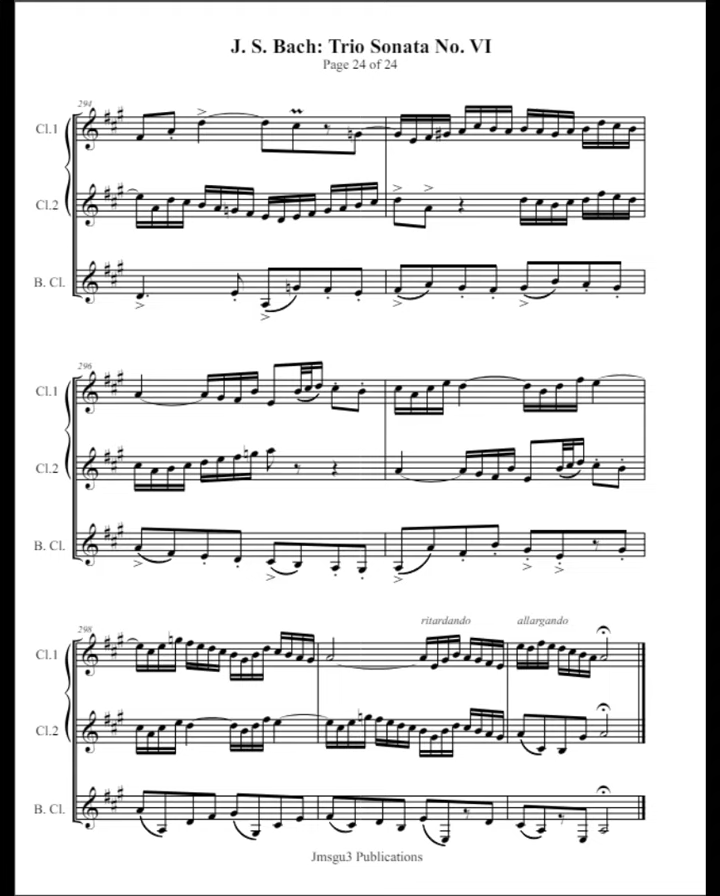 J. S. Bach: Trio Sonata No. VI
Page 24 of 24
294
Cl.1
Cl.2
B. Cl.
296
Cl.1
Cl.2
B. Cl.
ritardando allargando
298
Cl.1
Cl.2
B. Cl.
Jmsgu3 Publications